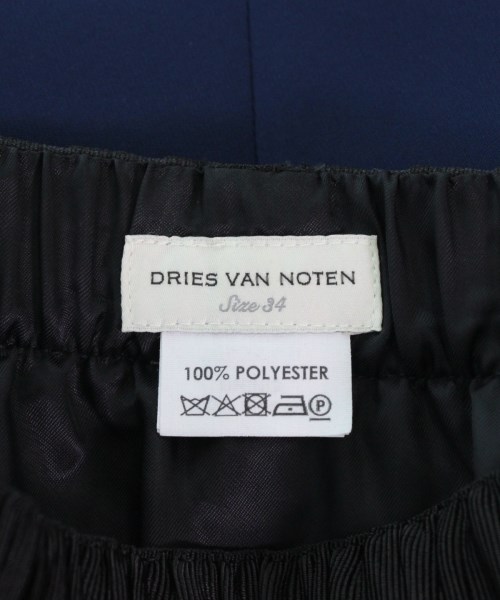 DRIES VAN NOTEN
Size 34
100% POLYESTER
P